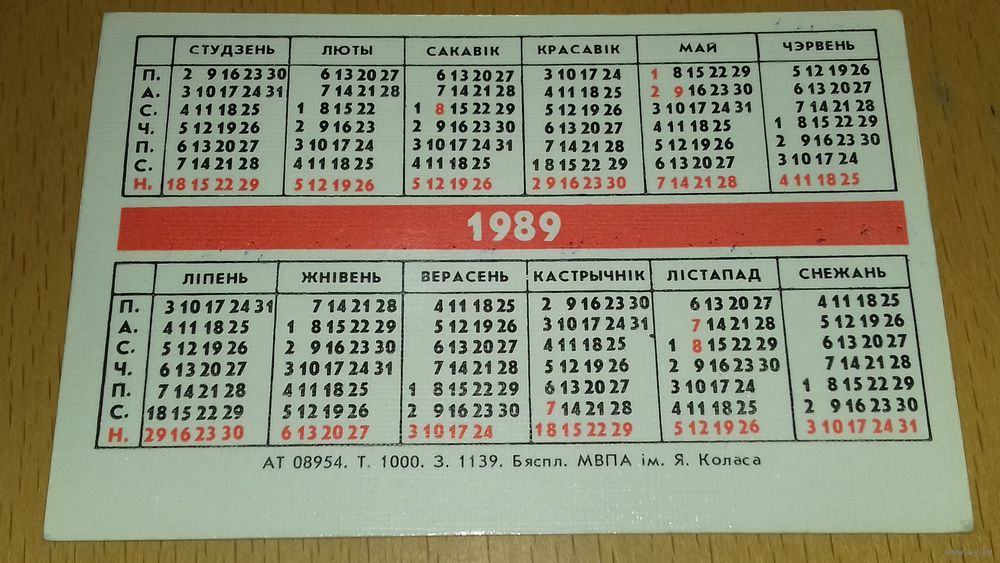 СТУДЗЕНЬ ЛЮТЫ САКАВІК КРАСАВІК МАЙ ЧЭРВЕНЬ
П. 2 9 16 23 30 6 13 20 27 6 13 20 27 3 10 17 24 1 8 15 22 29 5 12 19 26
А. 3 10 17 24 31 7 14 21 28 7 14 21 28 4 11 18 25 2 9 16 23 30 6 13 20 27
С. 4 11 18 25 1 8 15 22 1 8 15 22 29 5 12 19 26 3 10 17 24 31 7 14 21 28
Ч. 5 12 19 26 2 9 16 23 2 9 16 23 30 6 13 20 27 4 11 18 25 1 8 15 22 29
П. 6 13 20 27 3 10 17 24 3 10 17 24 31 7 14 21 28 5 12 19 26 2 9 16 23 30
С. 7 14 21 28 4 11 18 25 4 11 18 25 1 8 15 22 29 6 13 20 27 3 10 17 24
Н. 1 8 15 22 29 5 12 19 26 5 12 19 26 2 9 16 23 30 7 14 21 28 4 11 18 25
1989
ЛІПЕНЬ ЖНІВЕНЬ ВЕРАСЕНЬ КАСТРЫЧНІК ЛІСТАПАД СНЕЖАНЬ
П. 3 10 17 24 31 7 14 21 28 4 11 18 25 2 9 16 23 30 6 13 20 27 4 11 18 25
А. 4 11 18 25 1 8 15 22 29 5 12 19 26 3 10 17 24 31 7 14 21 28 5 12 19 26
С. 5 12 19 26 2 9 16 23 30 6 13 20 27 4 11 18 25 1 8 15 22 29 6 13 20 27
Ч. 6 13 20 27 3 10 17 24 31 7 14 21 28 5 12 19 26 2 9 16 23 30 7 14 21 28
П. 7 14 21 28 4 11 18 25 1 8 15 22 29 6 13 20 27 3 10 17 24 1 8 15 22 29
С. 1 8 15 22 29 5 12 19 26 2 9 16 23 30 7 14 21 28 4 11 18 25 2 9 16 23 30
Н. 2 9 16 23 30 6 13 20 27 3 10 17 24 1 8 15 22 29 5 12 19 26 3 10 17 24 31
АТ 08954. Т. 1000. З. 1139. Бяспл. МВПА ім. Я. Коласа
www.ay.by